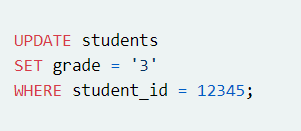 UPDATE students
SET grade = '3'
WHERE student_id = 12345;